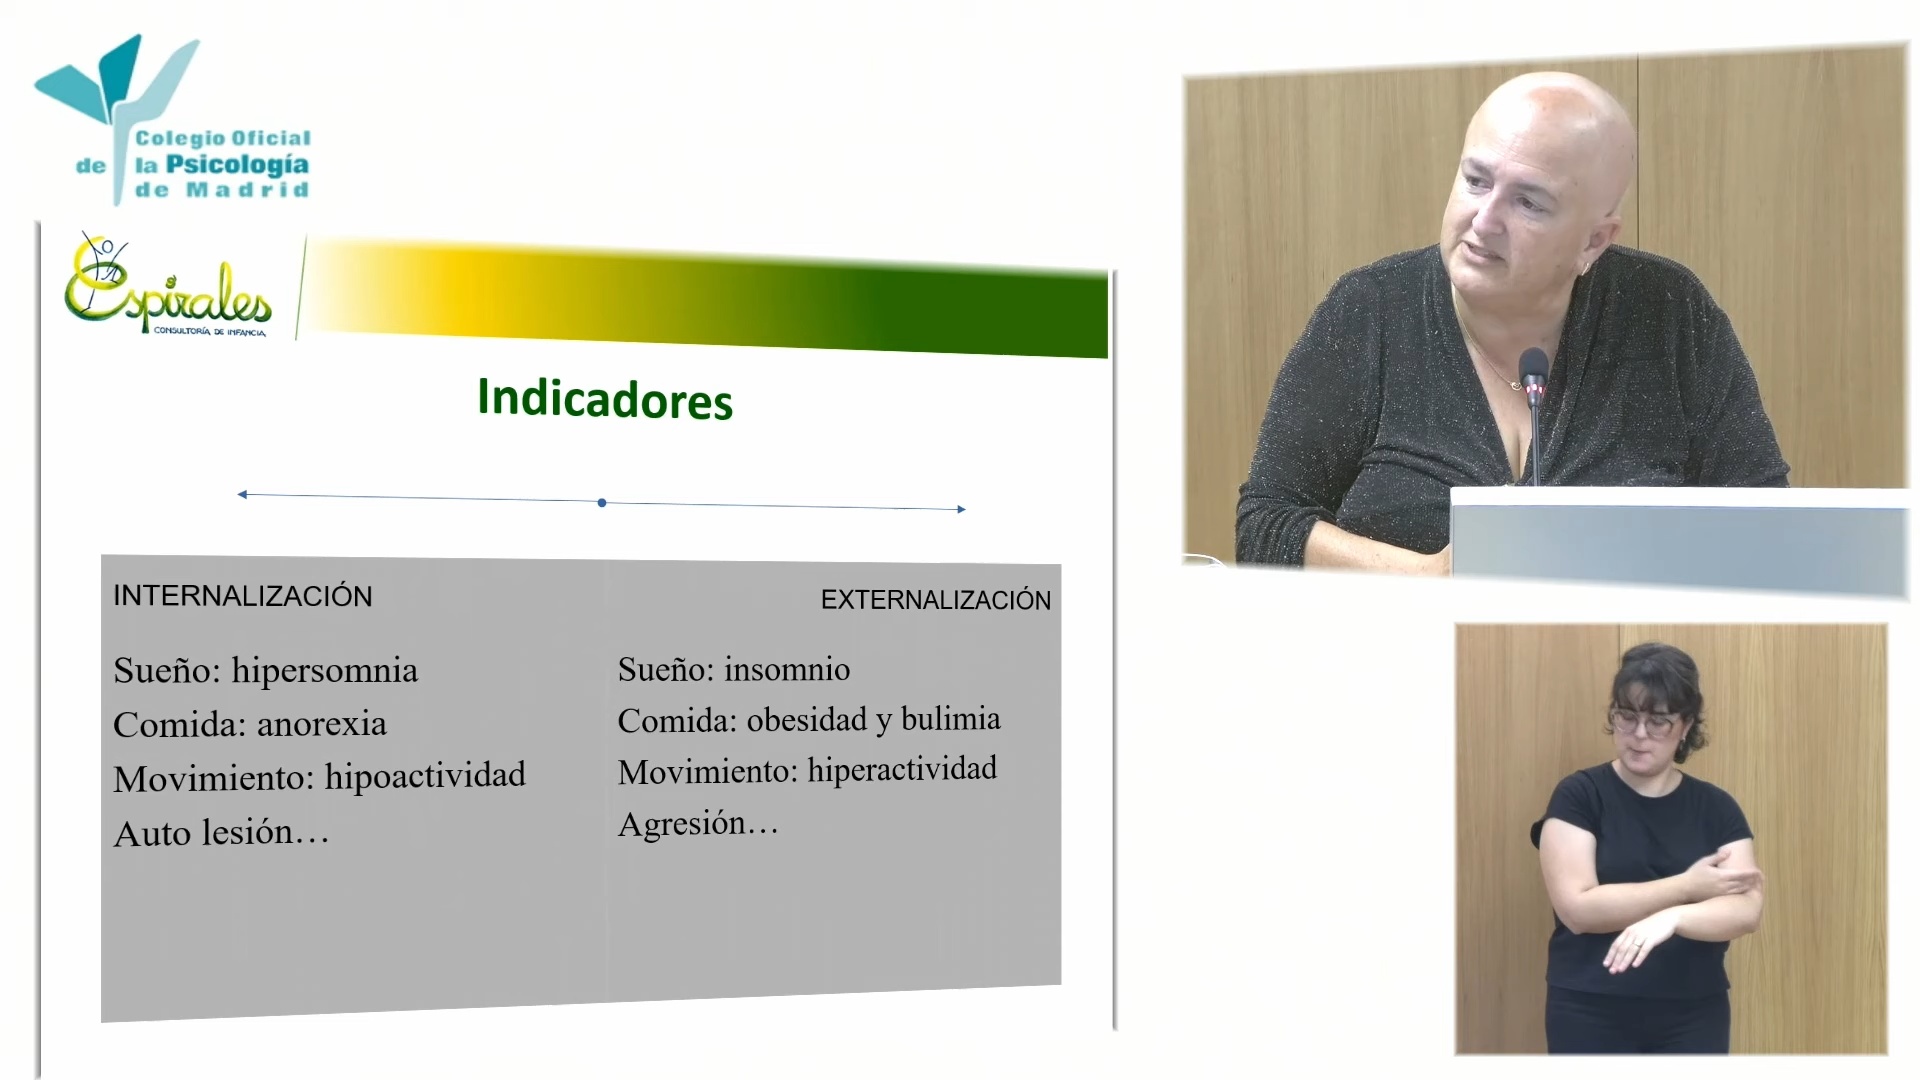 Colegio Oficial
de la Psicología
de Madrid
Espirales
CONSULTORÍA DE INFANCIA
Indicadores
INTERNALIZACIÓN
Sueño: hipersomnia
Comida: anorexia
Movimiento: hipoactividad
Auto lesión…
EXTERNALIZACIÓN
Sueño: insomnio
Comida: obesidad y bulimia
Movimiento: hiperactividad
Agresión…